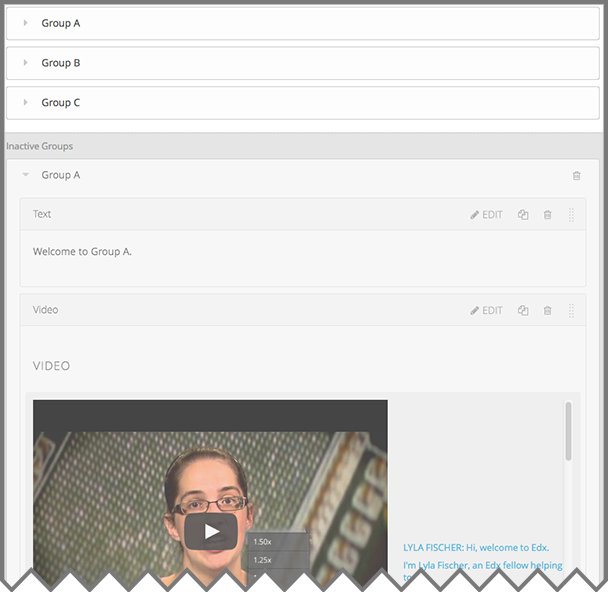 Group A
Group B
Group C
Inactive Groups
Group A
Text EDIT
Welcome to Group A.
Video EDIT
VIDEO
1.50x
1.25x
LYLA FISCHER: Hi, welcome to Edx.
I'm Lyla Fischer, an Edx fellow helping